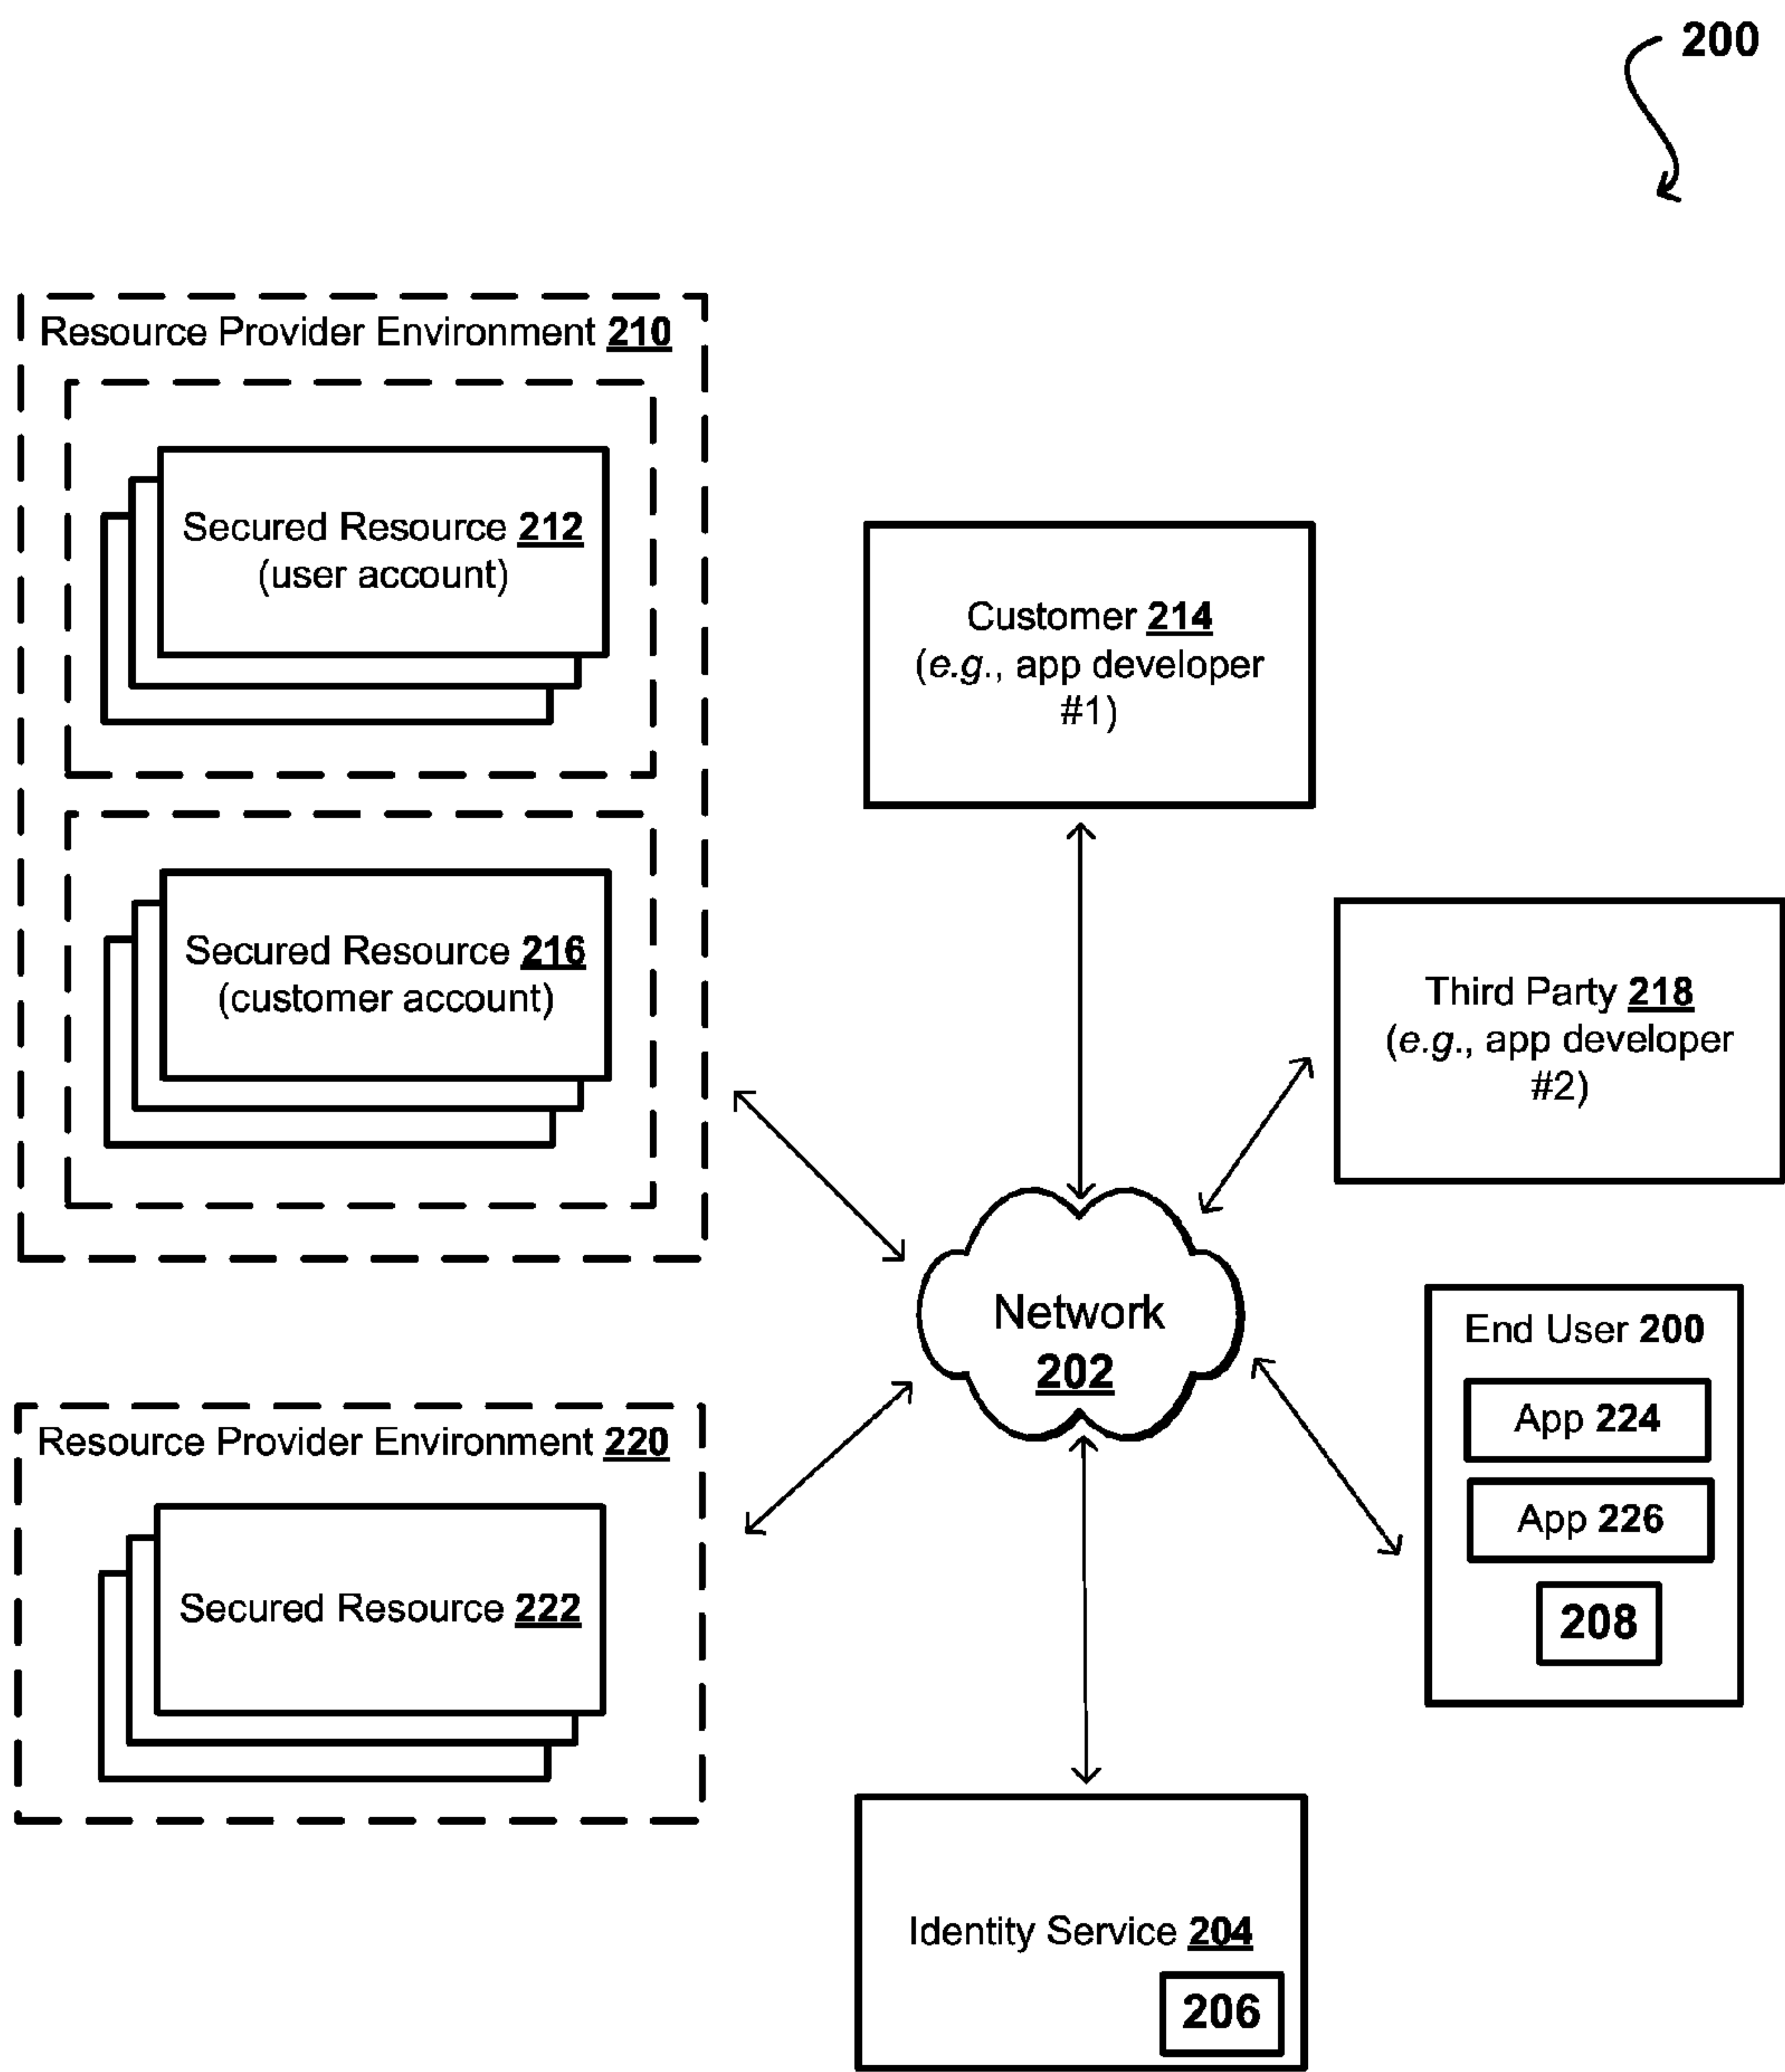 200
Resource Provider Environment 210
Secured Resource 212
(user account)
Secured Resource 216
(customer account)
Customer 214
(e.g., app developer
#1)
Third Party 218
(e.g., app developer
#2)
Network
202
End User 200
App 224
App 226
208
Resource Provider Environment 220
Secured Resource 222
Identity Service 204
206